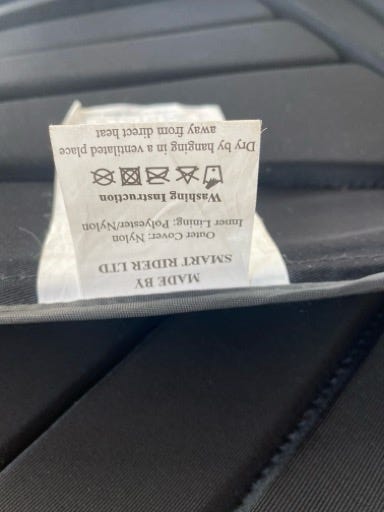 MADE BY
SMART RIDER LTD
Outer Cover: Nylon
Inner Lining: Polyester/Nylon
Washing Instruction
Dry by hanging in a ventilated place
away from direct heat